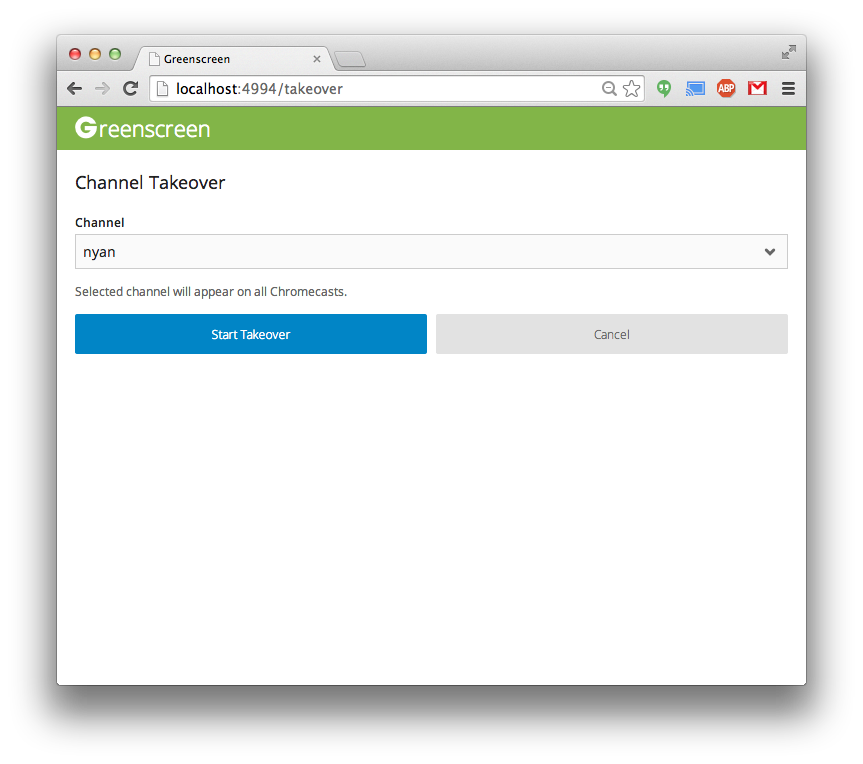 Greenscreen
localhost:4994/takeover
ABP
Greenscreen
Channel Takeover
Channel
nyan
Selected channel will appear on all Chromecasts.
Start Takeover
Cancel